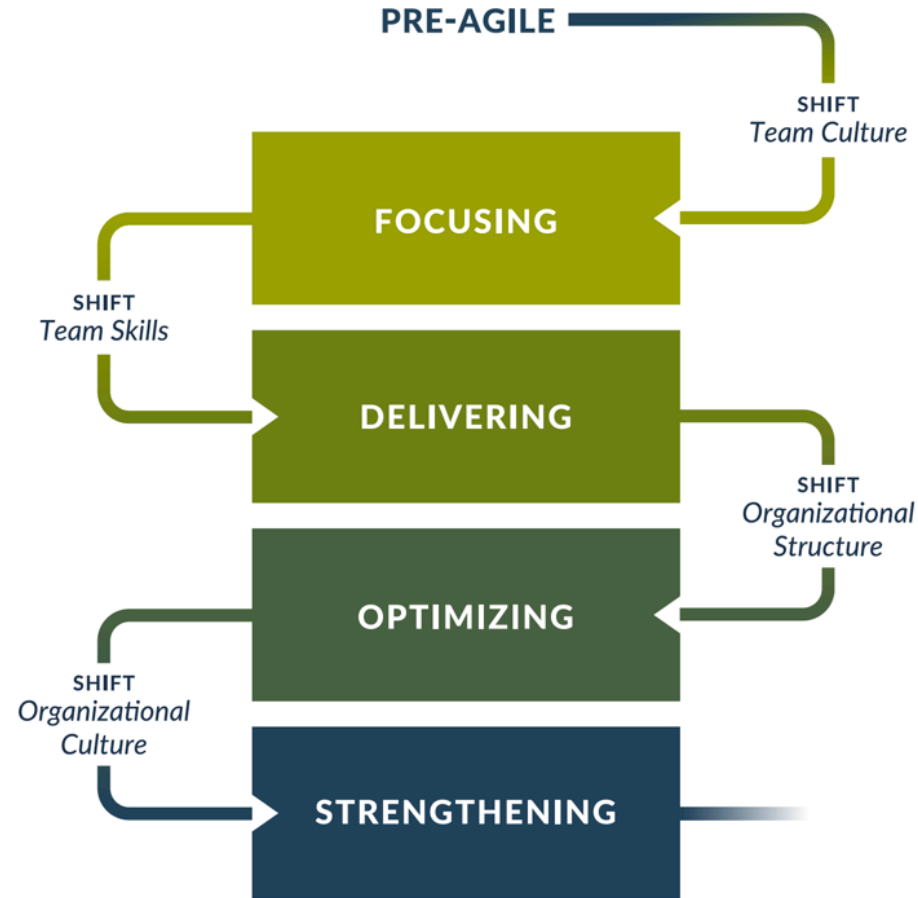 PRE-AGILE
SHIFT
Team Culture
FOCUSING
SHIFT
Team Skills
DELIVERING
SHIFT
Organizational
Structure
OPTIMIZING
SHIFT
Organizational
Culture
STRENGTHENING